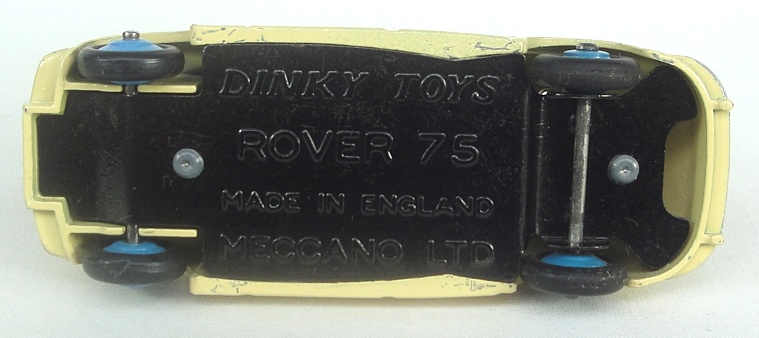 DINKY TOYS
ROVER 75
MADE IN ENGLAND
MECCANO LTD